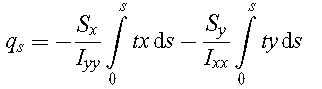 q_s = -\frac{S_x}{I_{yy}} \int_0^s tx \, ds - \frac{S_y}{I_{xx}} \int_0^s ty \, ds